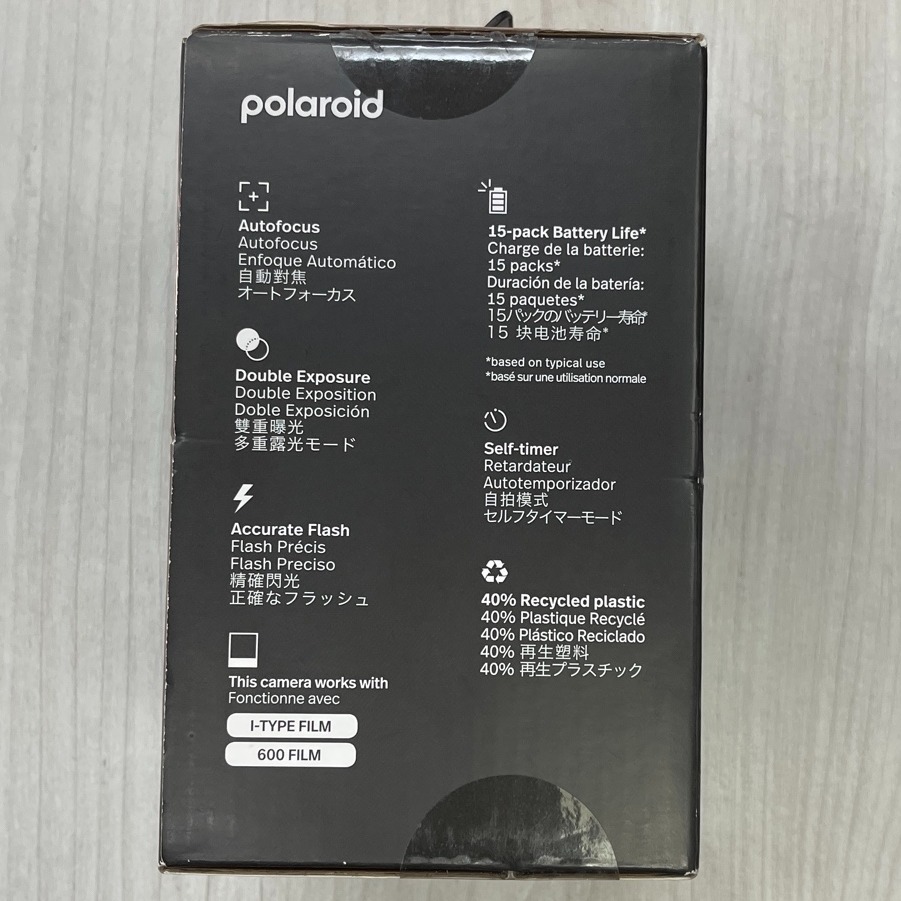 polaroid
Autofocus
Autofocus
Enfoque Automático
自動對焦
オートフォーカス
Double Exposure
Double Exposition
Doble Exposición
雙重曝光
多重露光モード
Accurate Flash
Flash Précis
Flash Preciso
精確閃光
正確なフラッシュ
This camera works with
Fonctionne avec
I-TYPE FILM
600 FILM
15-pack Battery Life*
Charge de la batterie:
15 packs*
Duración de la batería:
15 paquetes*
15パックのバッテリー寿命*
15 块电池寿命*
*based on typical use
*basé sur une utilisation normale
Self-timer
Retardateur
Autotemporizador
自拍模式
セルフタイマーモード
40% Recycled plastic
40% Plastique Recyclé
40% Plástico Reciclado
40% 再生塑料
40% 再生プラスチック